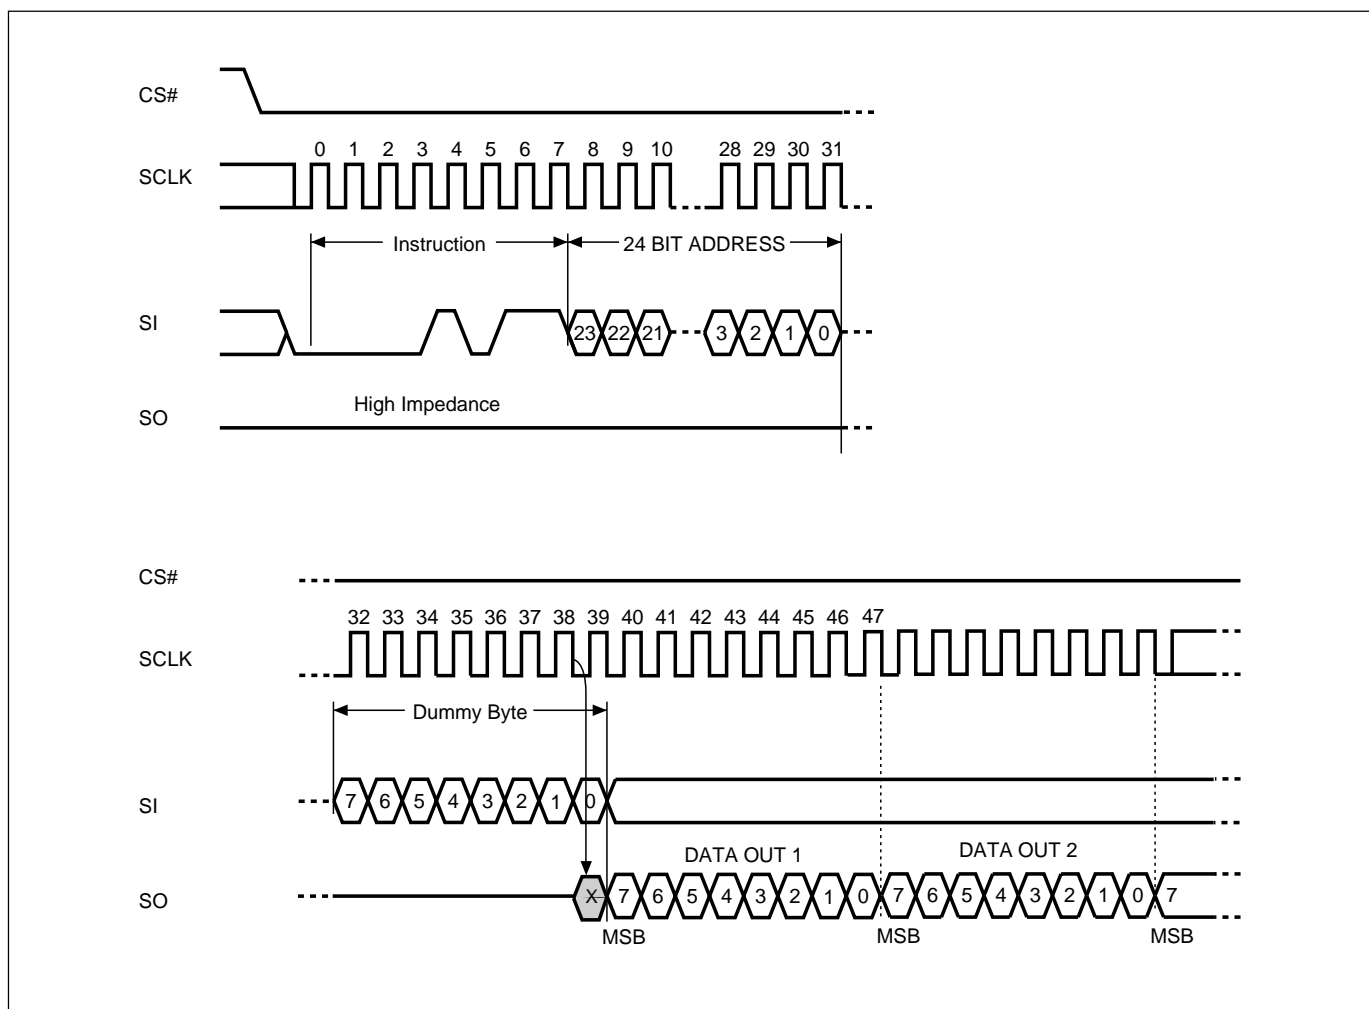 CS#
SCLK
0 1 2 3 4 5 6 7 8 9 10 28 29 30 31
Instruction
24 BIT ADDRESS
SI
23 22 21 3 2 1 0
High Impedance
SO
CS#
32 33 34 35 36 37 38 39 40 41 42 43 44 45 46 47
SCLK
Dummy Byte
SI
7 6 5 4 3 2 1 0
DATA OUT 1
DATA OUT 2
SO
X 7 6 5 4 3 2 1 0 7 6 5 4 3 2 1 0 7
MSB MSB MSB